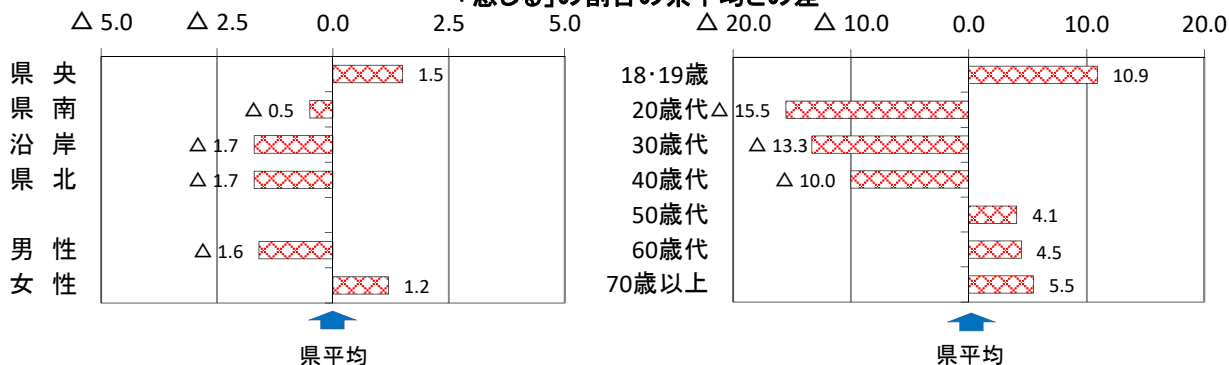 「感じる」の割合の県平均との差
△ 5.0 △ 2.5 0.0 2.5 5.0
県 央 1.5
県 南 △ 0.5
沿 岸 △ 1.7
県 北 △ 1.7
男 性 △ 1.6
女 性 1.2
県平均
△ 20.0 △ 10.0 0.0 10.0 20.0
18・19歳 10.9
20歳代 △ 15.5
30歳代 △ 13.3
40歳代 △ 10.0
50歳代 4.1
60歳代 4.5
70歳以上 5.5
県平均